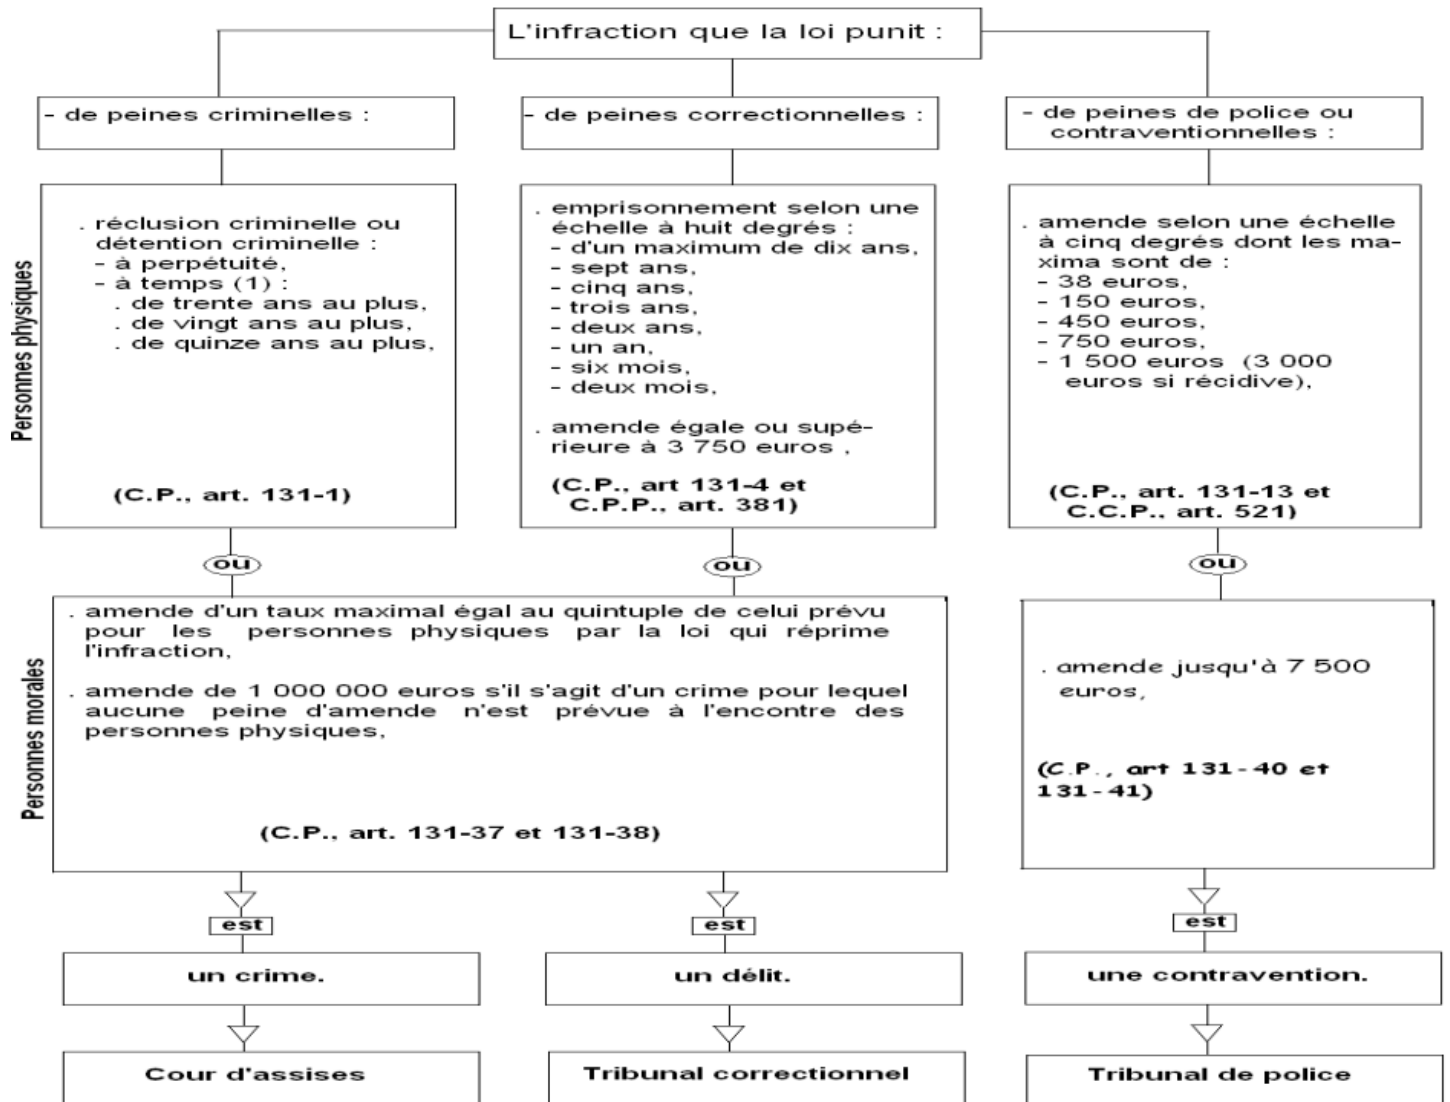 L'infraction que la loi punit :
- de peines criminelles :
- de peines correctionnelles :
- de peines de police ou
contraventionnelles :
Personnes physiques
. réclusion criminelle ou
détention criminelle :
- à perpétuité,
- à temps (1) :
. de trente ans au plus,
. de vingt ans au plus,
. de quinze ans au plus,
(C.P., art. 131-1)
. emprisonnement selon une
échelle à huit degrés :
- d'un maximum de dix ans,
- sept ans,
- cinq ans,
- trois ans,
- deux ans,
- un an,
- six mois,
- deux mois,
. amende égale ou supé-
rieure à 3 750 euros ,
(C.P., art 131-4 et
C.P.P., art. 381)
. amende selon une échelle
à cinq degrés dont les ma-
xima sont de :
- 38 euros,
- 150 euros,
- 450 euros,
- 750 euros,
- 1 500 euros (3 000
euros si récidive),
(C.P., art. 131-13 et
C.C.P., art. 521)
ou
ou
ou
Personnes morales
. amende d'un taux maximal égal au quintuple de celui prévu
pour les personnes physiques par la loi qui réprime
l'infraction,
. amende de 1 000 000 euros s'il s'agit d'un crime pour lequel
aucune peine d'amende n'est prévue à l'encontre des
personnes physiques,
(C.P., art. 131-37 et 131-38)
. amende jusqu'à 7 500
euros,
(C.P., art 131-40 et
131-41)
est
est
est
un crime.
un délit.
une contravention.
Cour d'assises
Tribunal correctionnel
Tribunal de police